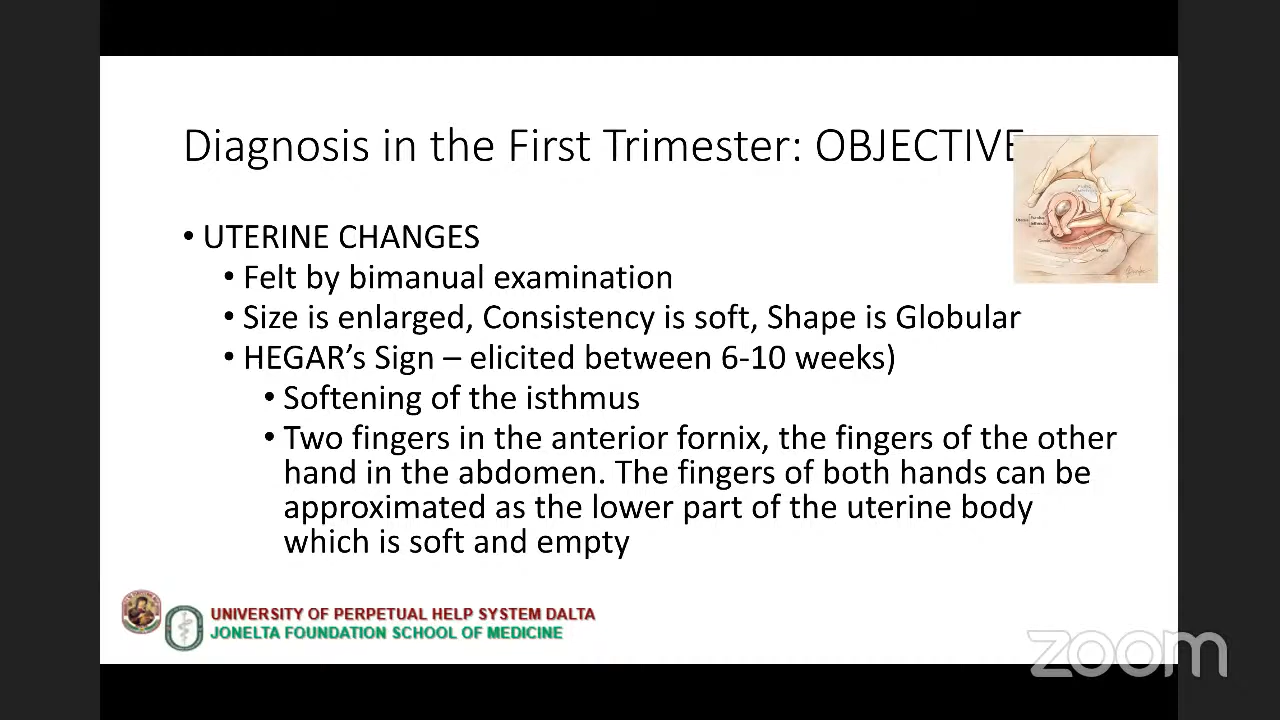 Diagnosis in the First Trimester: OBJECTIVE
• UTERINE CHANGES
• Felt by bimanual examination
• Size is enlarged, Consistency is soft, Shape is Globular
• HEGAR’s Sign – elicited between 6-10 weeks)
• Softening of the isthmus
• Two fingers in the anterior fornix, the fingers of the other
hand in the abdomen. The fingers of both hands can be
approximated as the lower part of the uterine body
which is soft and empty
UNIVERSITY OF PERPETUAL HELP SYSTEM DALTA
JONELTA FOUNDATION SCHOOL OF MEDICINE
zoom